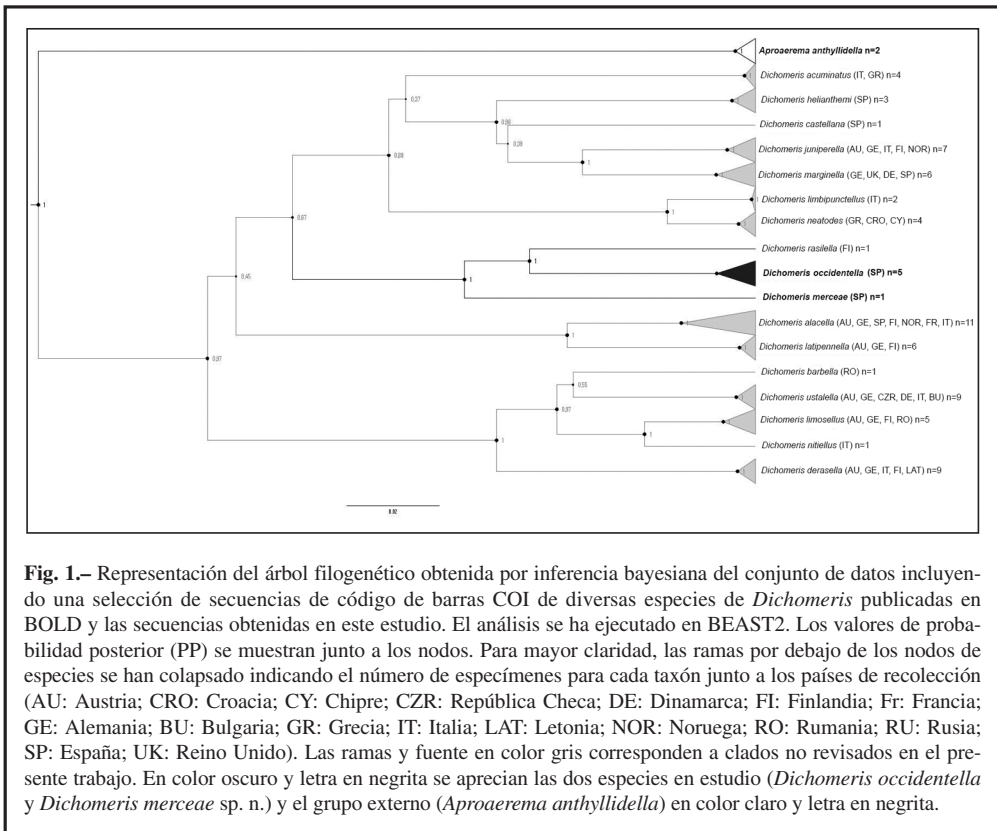 Aproaerema anthyllidella n=2
1
Dichomeris acuminatus (IT, GR) n=4
0,37
Dichomeris helianthemi (SP) n=3
Dichomeris castellana (SP) n=1
Dichomeris juniperella (AU, GE, IT, FI, NOR) n=7
1
Dichomeris marginella (GE, UK, DE, SP) n=6
Dichomeris limbipunctellus (IT) n=2
1
Dichomeris neatodes (GR, CRO, CY) n=4
Dichomeris rasilella (FI) n=1
1
Dichomeris occidentella (SP) n=5
1
Dichomeris merceae (SP) n=1
0,45
Dichomeris alacella (AU, GE, SP, FI, NOR, FR, IT) n=11
1
Dichomeris latipennella (AU, GE, FI) n=6
Dichomeris barbella (RO) n=1
0,55
Dichomeris ustalella (AU, GE, CZR, DE, IT, BU) n=9
0,97
Dichomeris limosellus (AU, GE, FI, RO) n=5
1
Dichomeris nitiellus (IT) n=1
1
Dichomeris derasella (AU, GE, IT, FI, LAT) n=9
0.02
Fig. 1.– Representación del árbol filogenético obtenida por inferencia bayesiana del conjunto de datos incluyen-
do una selección de secuencias de código de barras COI de diversas especies de Dichomeris publicadas en
BOLD y las secuencias obtenidas en este estudio. El análisis se ha ejecutado en BEAST2. Los valores de proba-
bilidad posterior (PP) se muestran junto a los nodos. Para mayor claridad, las ramas por debajo de los nodos de
especies se han colapsado indicando el número de especímenes para cada taxón junto a los países de recolección
(AU: Austria; CRO: Croacia; CY: Chipre; CZR: República Checa; DE: Dinamarca; FI: Finlandia; Fr: Francia;
GE: Alemania; BU: Bulgaria; GR: Grecia; IT: Italia; LAT: Letonia; NOR: Noruega; RO: Rumania; RU: Rusia;
SP: España; UK: Reino Unido). Las ramas y fuente en color gris corresponden a clados no revisados en el pre-
sente trabajo. En color oscuro y letra en negrita se aprecian las dos especies en estudio (Dichomeris occidentella
y Dichomeris merceae sp. n.) y el grupo externo (Aproaerema anthyllidella) en color claro y letra en negrita.